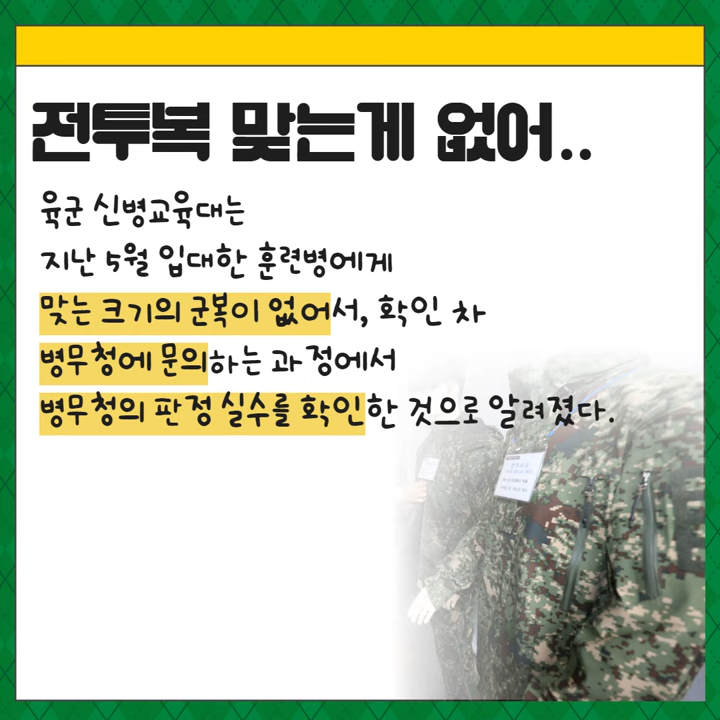 전투복 맞는게 없어..
육군 신병교육대는
지난 5월 입대한 훈련병에게
맞는 크기의 군복이 없어서, 확인 차
병무청에 문의하는 과정에서
병무청의 판정 실수를 확인한 것으로 알려졌다.